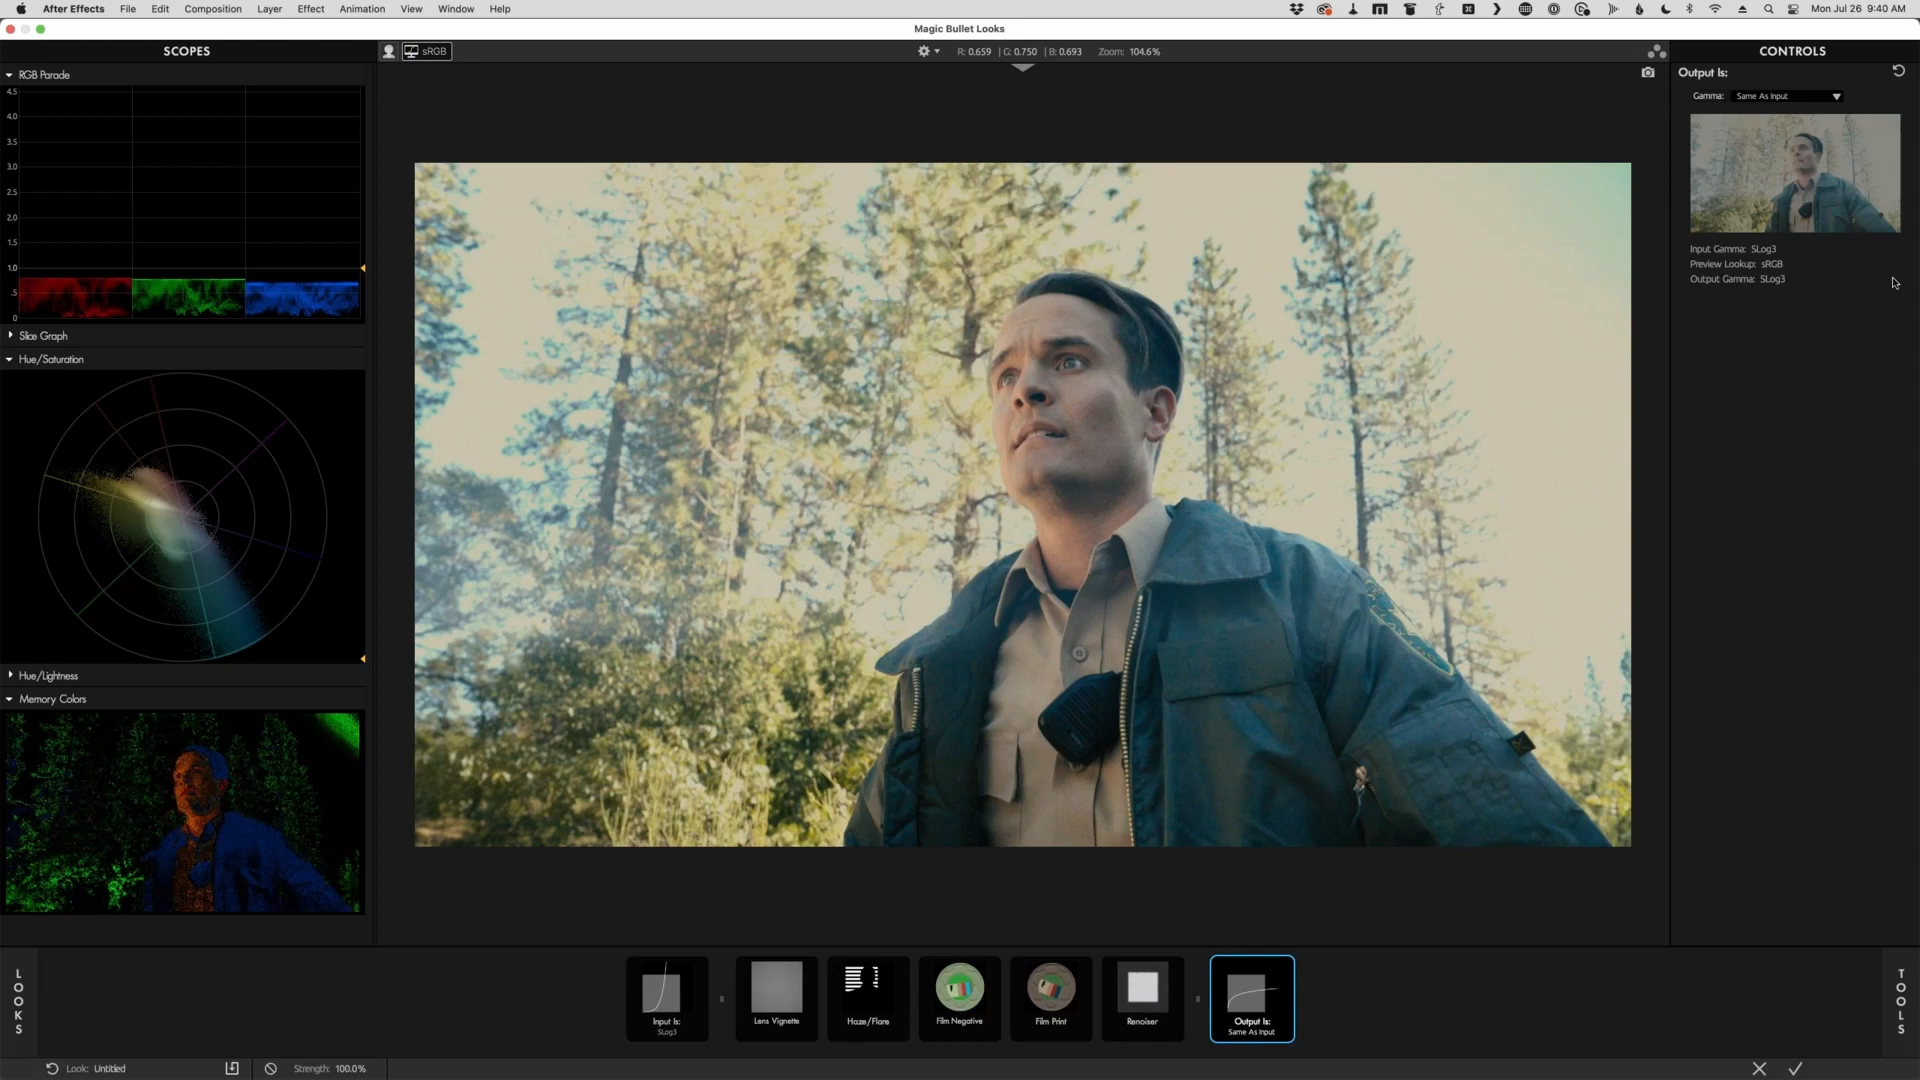 After Effects File Edit Composition Layer Effect Animation View Window Help Mon Jul 26 9:40 AM
Magic Bullet Looks
SCOPES
sRGB
R: 0.659 | G: 0.750 | B: 0.693 Zoom: 104.6%
CONTROLS
RGB Parade
4.5
4.0
3.5
3.0
2.5
2.0
1.5
1.0
.5
0
Slice Graph
Hue/Saturation
Hue/Lightness
Memory Colors
Output Is:
Gamma: Same As Input
Input Gamma: SLog3
Preview Lookup: sRGB
Output Gamma: SLog3
LOOKS
Input Is:
SLog3
Lens Vignette
Haze/Flare
Film Negative
Film Print
Renoiser
Output Is:
Same As Input
TOOLS
Look: Untitled
Strength: 100.0%